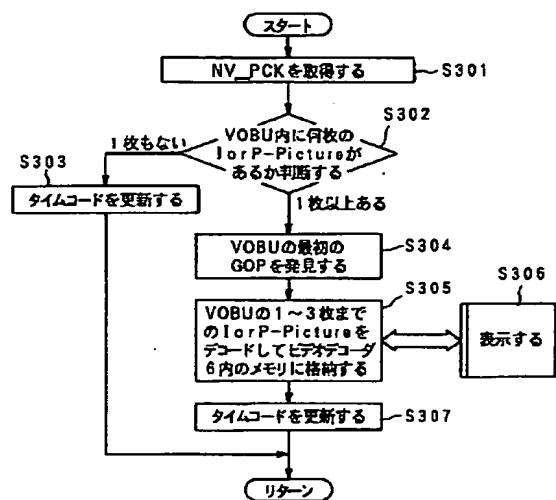 スタート
NV_PCKを取得する
S301
VOBU内に何枚の
IorP-Pictureが
あるか判断する
S302
1枚もない
S303
タイムコードを更新する
1枚以上ある
VOBUの最初の
GOPを発見する
S304
VOBUの1〜3枚まで
のIorP-Pictureを
デコードしてビデオデコーダ
6内のメモリに格納する
S305
S306
表示する
タイムコードを更新する
S307
リターン